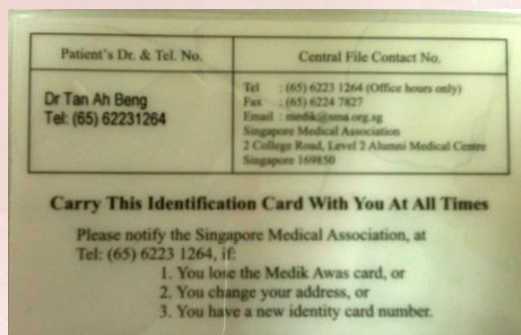 Patient's Dr. & Tel. No.
Central File Contact No.
Dr Tan Ah Beng
Tel: (65) 62231264
Tel : (65) 6223 1264 (Office hours only)
Fax : (65) 6224 7827
Email : medik@sma.org.sg
Singapore Medical Association
2 College Road, Level 2 Alumni Medical Centre
Singapore 169850
Carry This Identification Card With You At All Times
Please notify the Singapore Medical Association, at
Tel: (65) 6223 1264, if:
1. You lose the Medik Awas card, or
2. You change your address, or
3. You have a new identity card number.